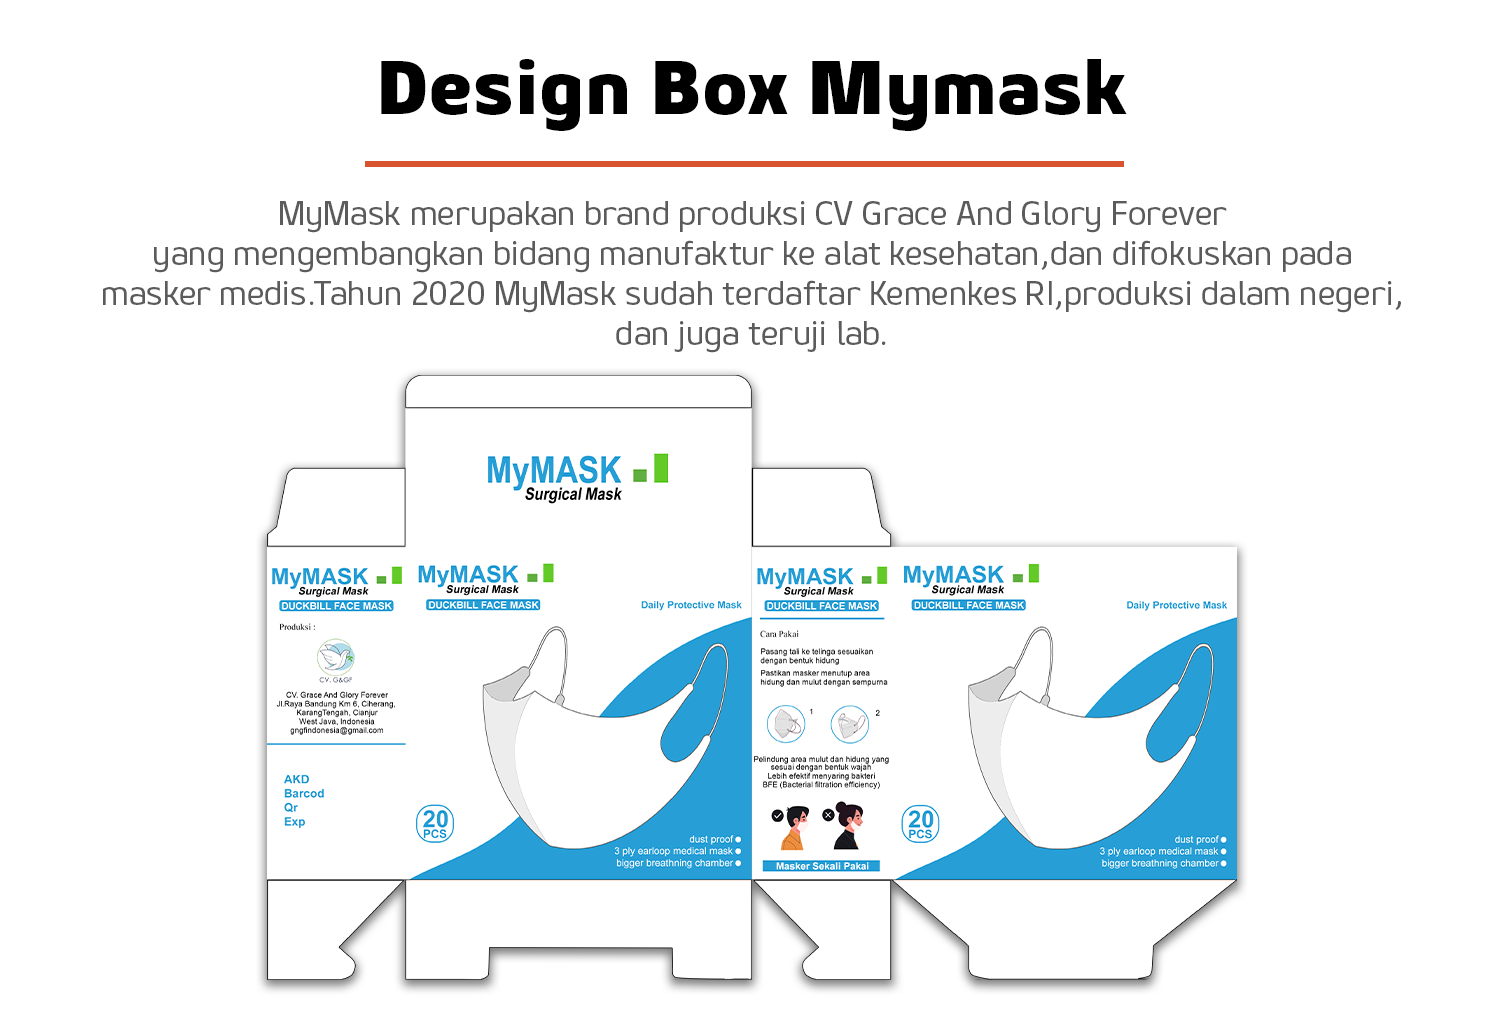 Design Box Mymask
MyMask merupakan brand produksi CV Grace And Glory Forever
yang mengembangkan bidang manufaktur ke alat kesehatan,dan difokuskan pada
masker medis.Tahun 2020 MyMask sudah terdaftar Kemenkes RI,produksi dalam negeri,
dan juga teruji lab.
MyMASK
Surgical Mask
MyMASK
Surgical Mask
DUCKBILL FACE MASK
Produksi :
CV. G&GF
CV. Grace And Glory Forever
Jl.Raya Bandung Km 6, Ciherang,
KarangTengah, Cianjur
West Java, Indonesia
gngfindonesia@gmail.com
AKD
Barcod
Qr
Exp
MyMASK
Surgical Mask
DUCKBILL FACE MASK
Daily Protective Mask
20
PCS
dust proof
3 ply earloop medical mask
bigger breathning chamber
MyMASK
Surgical Mask
DUCKBILL FACE MASK
Cara Pakai
Pasang tali ke telinga sesuaikan
dengan bentuk hidung
Pastikan masker menutup area
hidung dan mulut dengan sempurna
1
2
Pelindung area mulut dan hidung yang
sesuai dengan bentuk wajah
Lebih efektif menyaring bakteri
BFE (Bacterial filtration efficiency)
Masker Sekali Pakai
MyMASK
Surgical Mask
DUCKBILL FACE MASK
Daily Protective Mask
20
PCS
dust proof
3 ply earloop medical mask
bigger breathning chamber